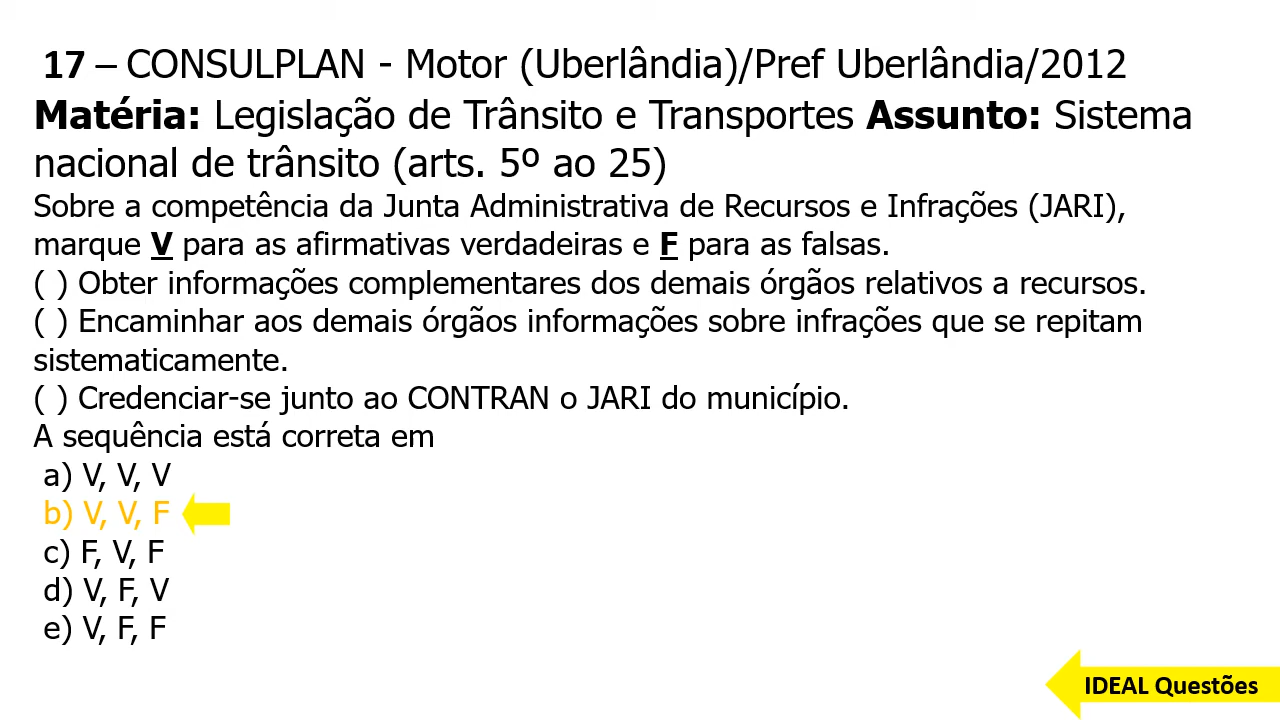 17 – CONSULPLAN - Motor (Uberlândia)/Pref Uberlândia/2012
Matéria: Legislação de Trânsito e Transportes Assunto: Sistema
nacional de trânsito (arts. 5º ao 25)
Sobre a competência da Junta Administrativa de Recursos e Infrações (JARI),
marque V para as afirmativas verdadeiras e F para as falsas.
( ) Obter informações complementares dos demais órgãos relativos a recursos.
( ) Encaminhar aos demais órgãos informações sobre infrações que se repitam
sistematicamente.
( ) Credenciar-se junto ao CONTRAN o JARI do município.
A sequência está correta em
a) V, V, V
b) V, V, F
c) F, V, F
d) V, F, V
e) V, F, F
IDEAL Questões